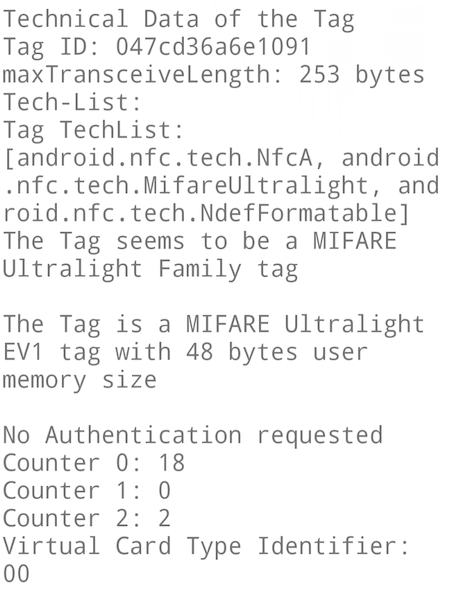 Technical Data of the Tag
Tag ID: 047cd36a6e1091
maxTransceiveLength: 253 bytes
Tech-List:
Tag TechList:
[android.nfc.tech.NfcA, android
.nfc.tech.MifareUltralight, and
roid.nfc.tech.NdefFormatable]
The Tag seems to be a MIFARE
Ultralight Family tag

The Tag is a MIFARE Ultralight
EV1 tag with 48 bytes user
memory size

No Authentication requested
Counter 0: 18
Counter 1: 0
Counter 2: 2
Virtual Card Type Identifier:
00